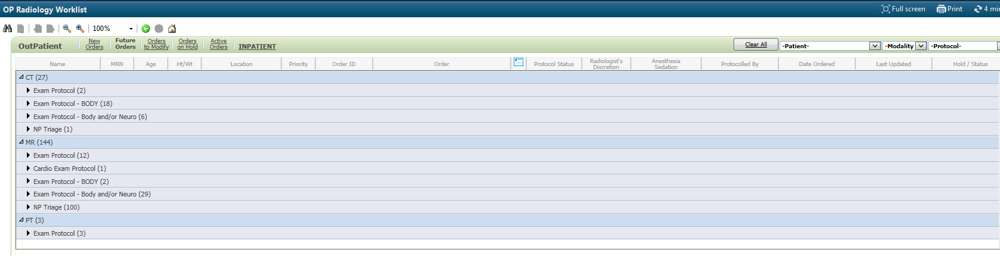 OP Radiology Worklist
Full screen Print 4 min
100%
OutPatient New Orders Future Orders Orders to Modify Orders on Hold Active Orders INPATIENT Clear All -Patient- -Modality -Protocol-
Name MRN Age Ht/Wt Location Priority Order ID Order Protocol Status Radiologist's Discretion Anesthesia Sedation Protocolled By Date Ordered Last Updated Hold / Status
CT (27)
Exam Protocol (2)
Exam Protocol - BODY (18)
Exam Protocol - Body and/or Neuro (6)
NP Triage (1)
MR (144)
Exam Protocol (12)
Cardio Exam Protocol (1)
Exam Protocol - BODY (2)
Exam Protocol - Body and/or Neuro (29)
NP Triage (100)
PT (3)
Exam Protocol (3)